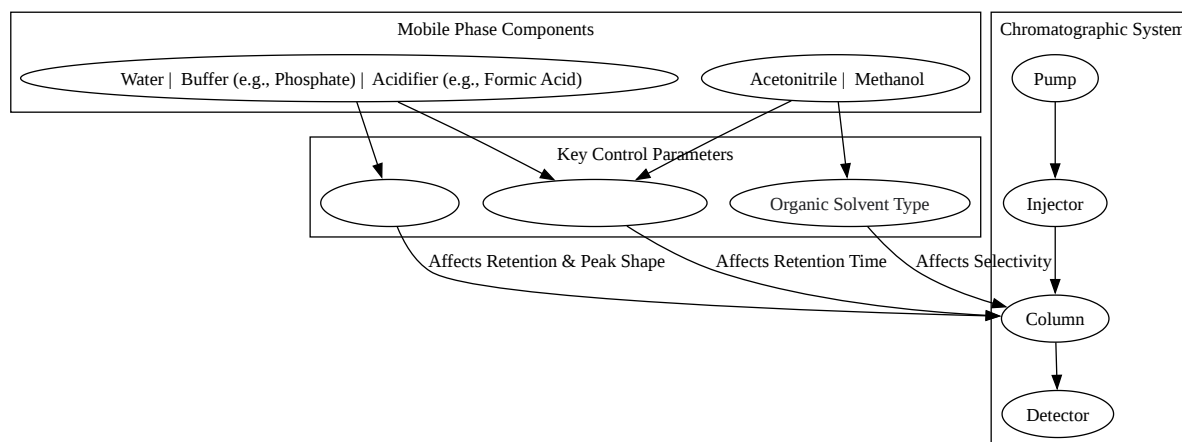 Mobile Phase Components
Chromatographic System
Water |  Buffer (e.g., Phosphate) |  Acidifier (e.g., Formic Acid)
Acetonitrile |  Methanol
Pump
Key Control Parameters
Organic Solvent Type
Injector
Affects Retention & Peak Shape
Affects Retention Time
Affects Selectivity
Column
Detector